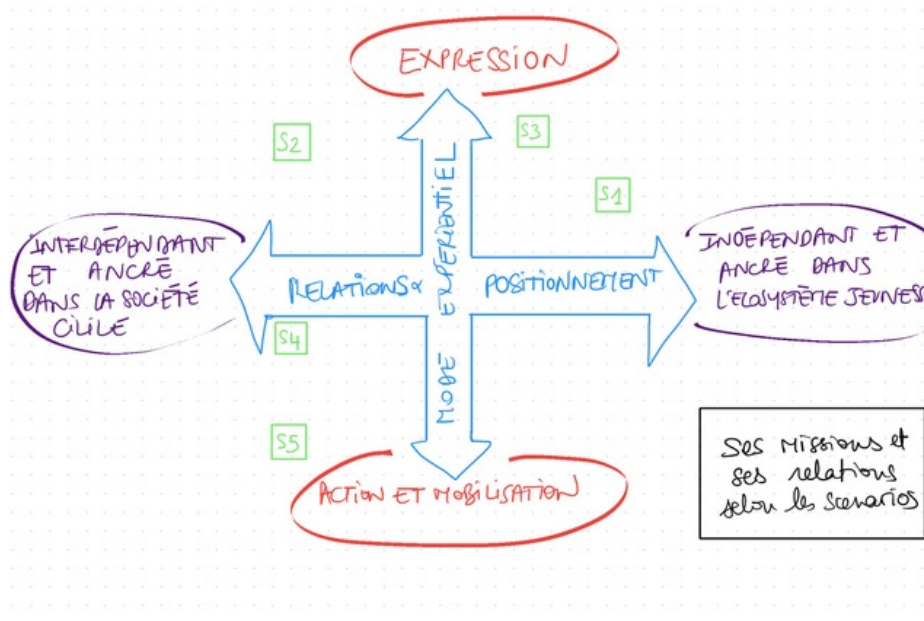 EXPRESSION
S2
S3
S1
INTERDÉPENDANT
ET ANCRÉ
DANS LA SOCIÉTÉ
CIVILE
INDÉPENDANT ET
ANCRÉ DANS
L'ÉCOSYSTÈME JEUNESS
RELATIONS
POSITIONNEMENT
MODE EXPÉRIENTIEL
S4
S5
ACTION ET MOBILISATION
Ses missions et
ses relations
selon les scenarios